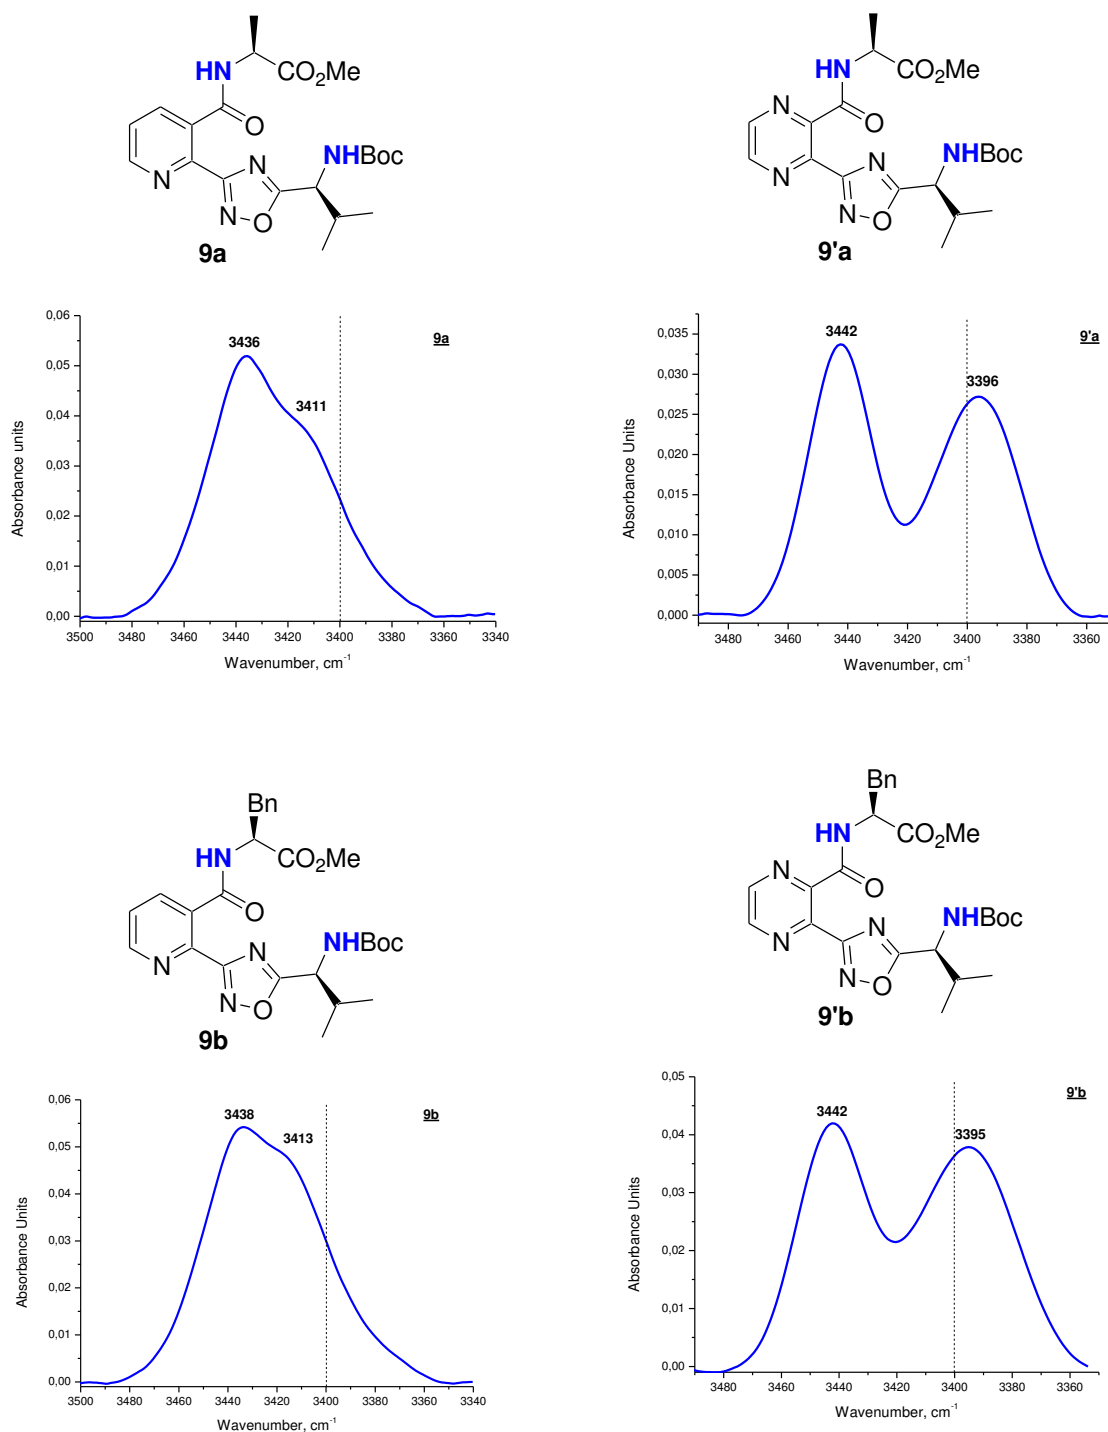 HN
CO2Me
O
N
N
N
O
NHBoc
9a
N
N
HN
CO2Me
O
N
N
O
NHBoc
9'a
0,06
0,05
0,04
0,03
0,02
0,01
0,00
3500
3480
3460
3440
3420
3400
3380
3360
3340
Absorbance units
Wavenumber, cm-1
3436
3411
9a
0,035
0,030
0,025
0,020
0,015
0,010
0,005
0,000
3480
3460
3440
3420
3400
3380
3360
Absorbance Units
Wavenumber, cm-1
3442
3396
9'a
Bn
HN
CO2Me
O
N
N
N
O
NHBoc
9b
Bn
HN
CO2Me
O
N
N
N
N
O
NHBoc
9'b
0,06
0,05
0,04
0,03
0,02
0,01
0,00
3500
3480
3460
3440
3420
3400
3380
3360
3340
Absorbance Units
Wavenumber, cm-1
3438
3413
9b
0,05
0,04
0,03
0,02
0,01
0,00
3480
3460
3440
3420
3400
3380
3360
Absorbance Units
Wavenumber, cm-1
3442
3395
9'b